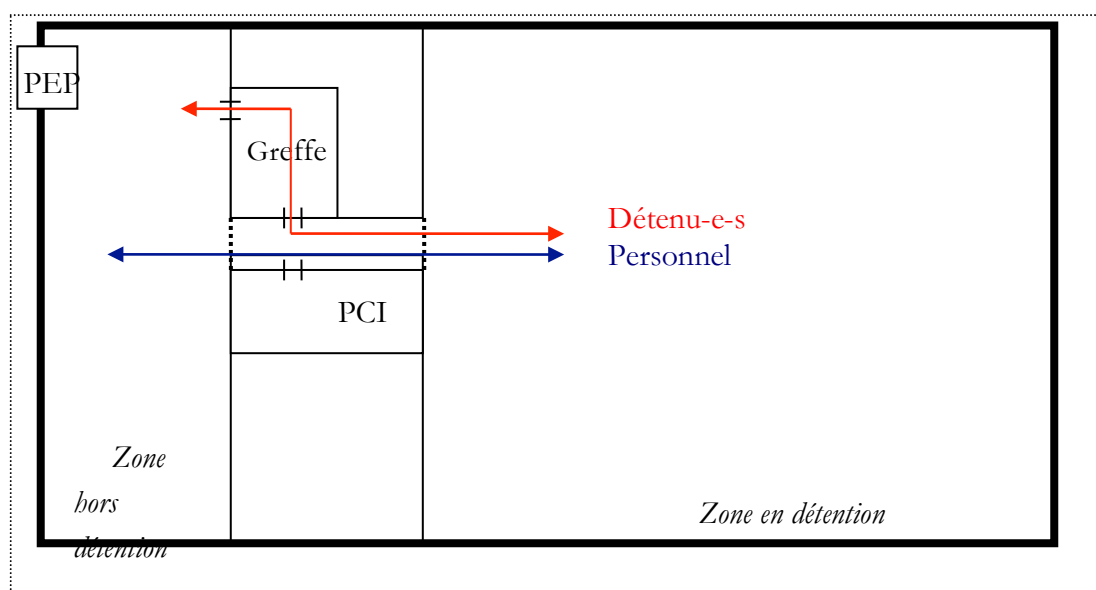 PEP
Greffe
Détenu-e-s
Personnel
PCI
Zone
hors
détention
Zone en détention